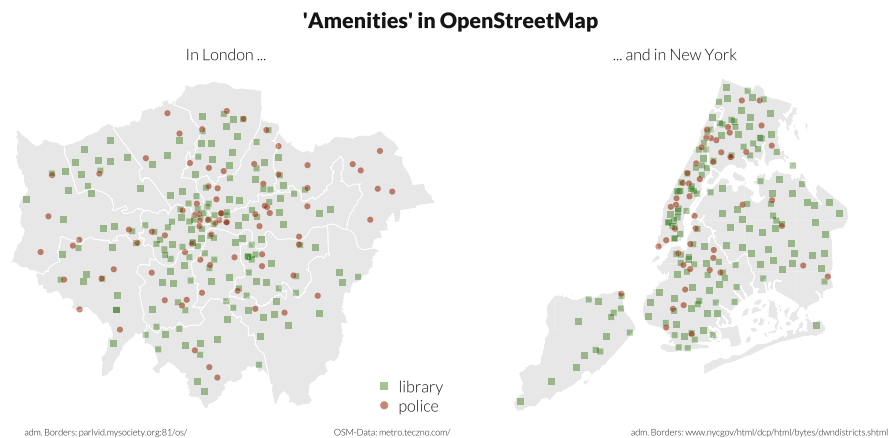 'Amenities' in OpenStreetMap
In London ...
... and in New York
library
police
adm. Borders: parlvid.mysociety.org:81/os/
OSM-Data: metro.teczno.com/
adm. Borders: www.nycgov/html/dcp/html/bytes/dwndistricts.shtml